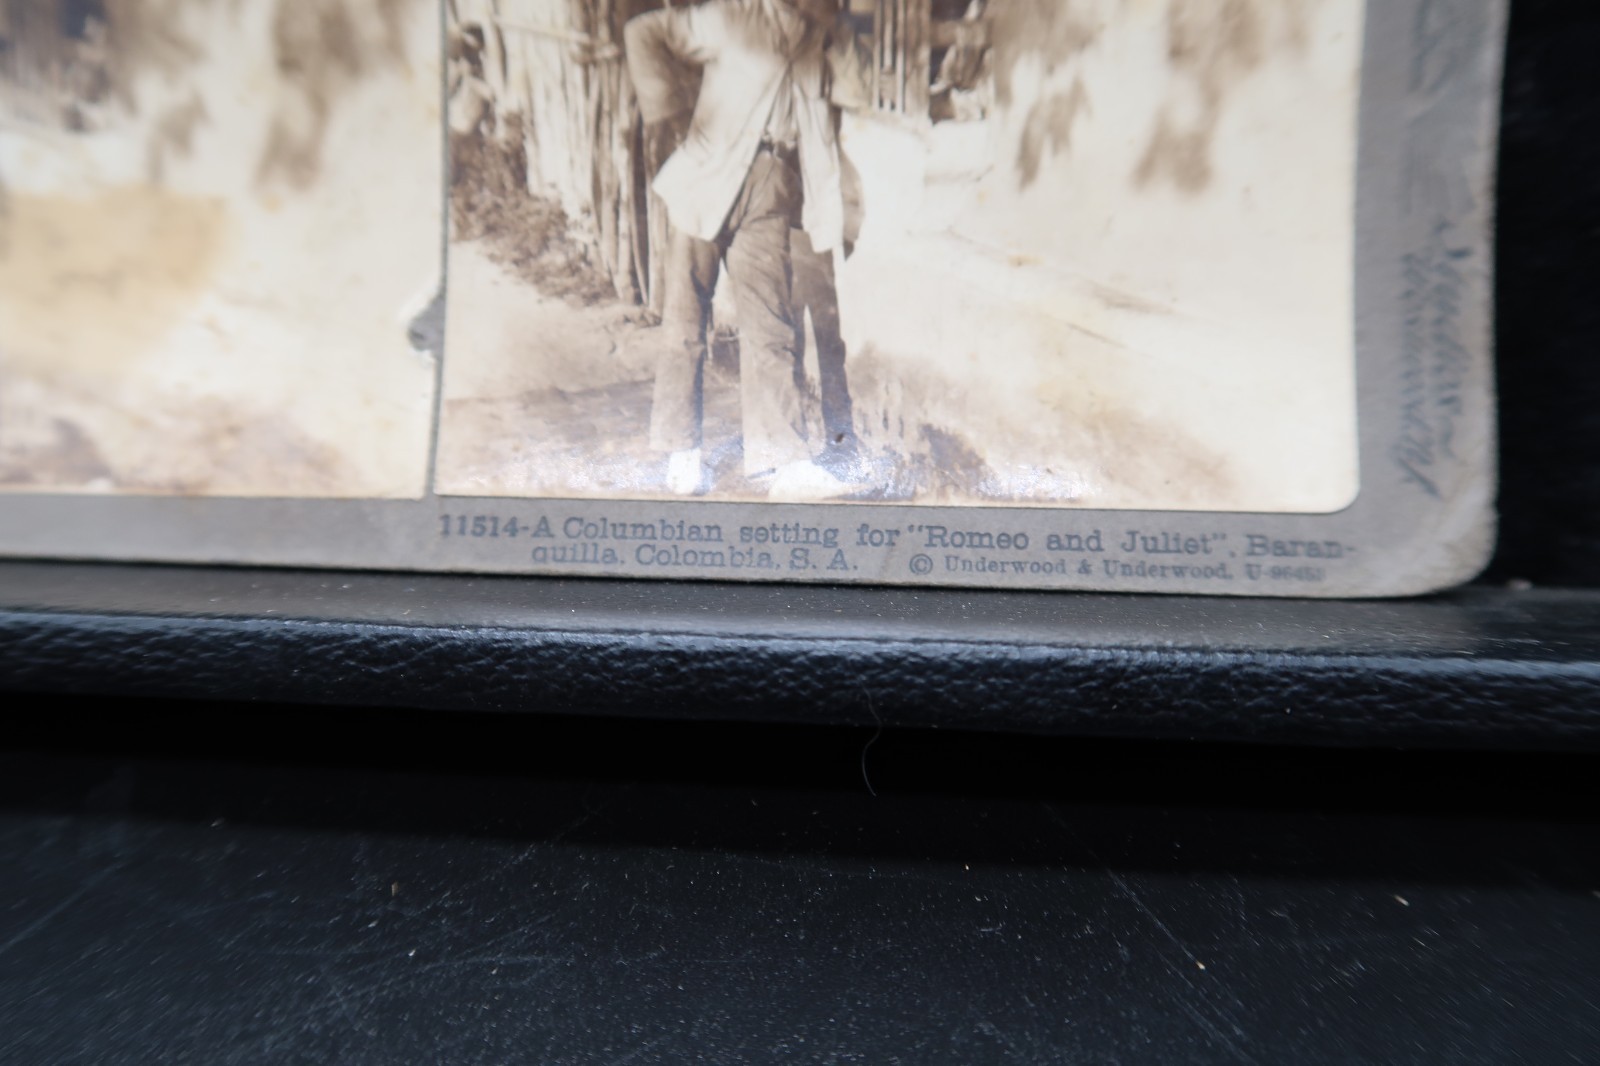 11514-A Columbian setting for "Romeo and Juliet", Baran-
quilla, Colombia, S. A. © Underwood & Underwood.